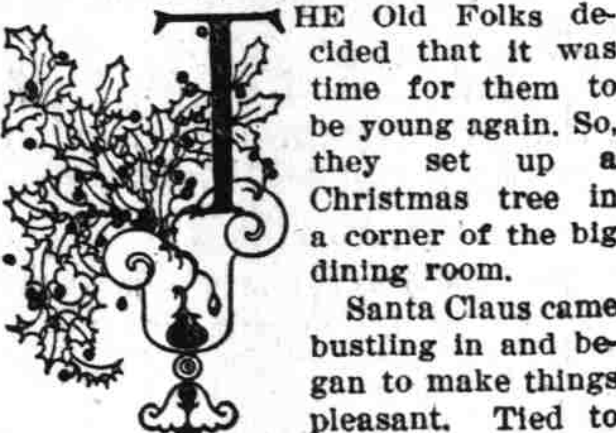 THE Old Folks de-
cided that it was
time for them to
be young again. So,
they set up a
Christmas tree in
a corner of the big
dining room.
Santa Claus came
bustling in and be-
gan to make things
pleasant. Tied to